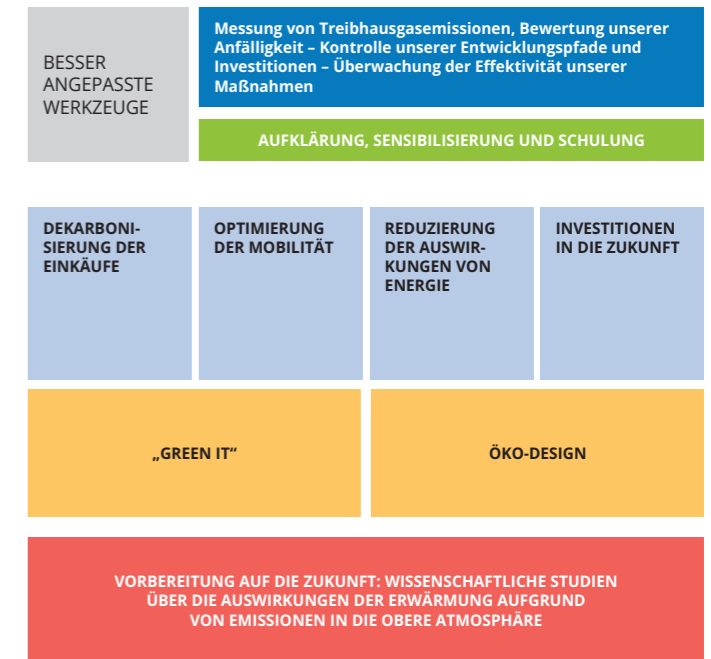 BESSER
ANGEPASSTE
WERKZEUGE
Messung von Treibhausgasemissionen, Bewertung unserer
Anfälligkeit – Kontrolle unserer Entwicklungspfade und
Investitionen – Überwachung der Effektivität unserer
Maßnahmen
AUFKLÄRUNG, SENSIBILISIERUNG UND SCHULUNG
DEKARBONI-
SIERUNG DER
EINKÄUFE
OPTIMIERUNG
DER MOBILITÄT
REDUZIERUNG
DER AUSWIR-
KUNGEN VON
ENERGIE
INVESTITIONEN
IN DIE ZUKUNFT
„GREEN IT“
ÖKO-DESIGN
VORBEREITUNG AUF DIE ZUKUNFT: WISSENSCHAFTLICHE STUDIEN
ÜBER DIE AUSWIRKUNGEN DER ERWÄRMUNG AUFGRUND
VON EMISSIONEN IN DIE OBERE ATMOSPHÄRE